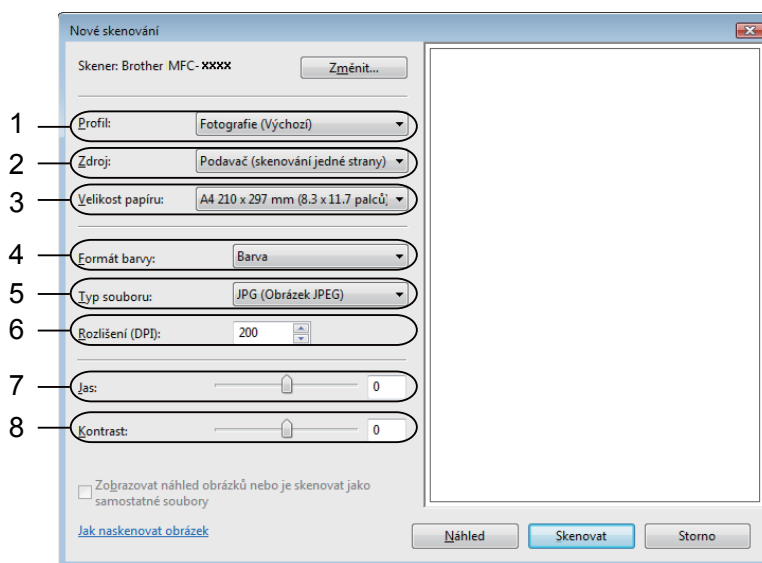 Nové skenování
Skener: Brother MFC-XXXX
Změnit...
1 Profil: Fotografie (Výchozí)
2 Zdroj: Podavač (skenování jedné strany)
3 Velikost papíru: A4 210 x 297 mm (8.3 x 11.7 palců)
4 Formát barvy: Barva
5 Typ souboru: JPG (Obrázek JPEG)
6 Rozlišení (DPI): 200
7 Jas: 0
8 Kontrast: 0
Zobrazovat náhled obrázků nebo je skenovat jako
samostatné soubory
Jak naskenovat obrázek
Náhled Skenovat Storno